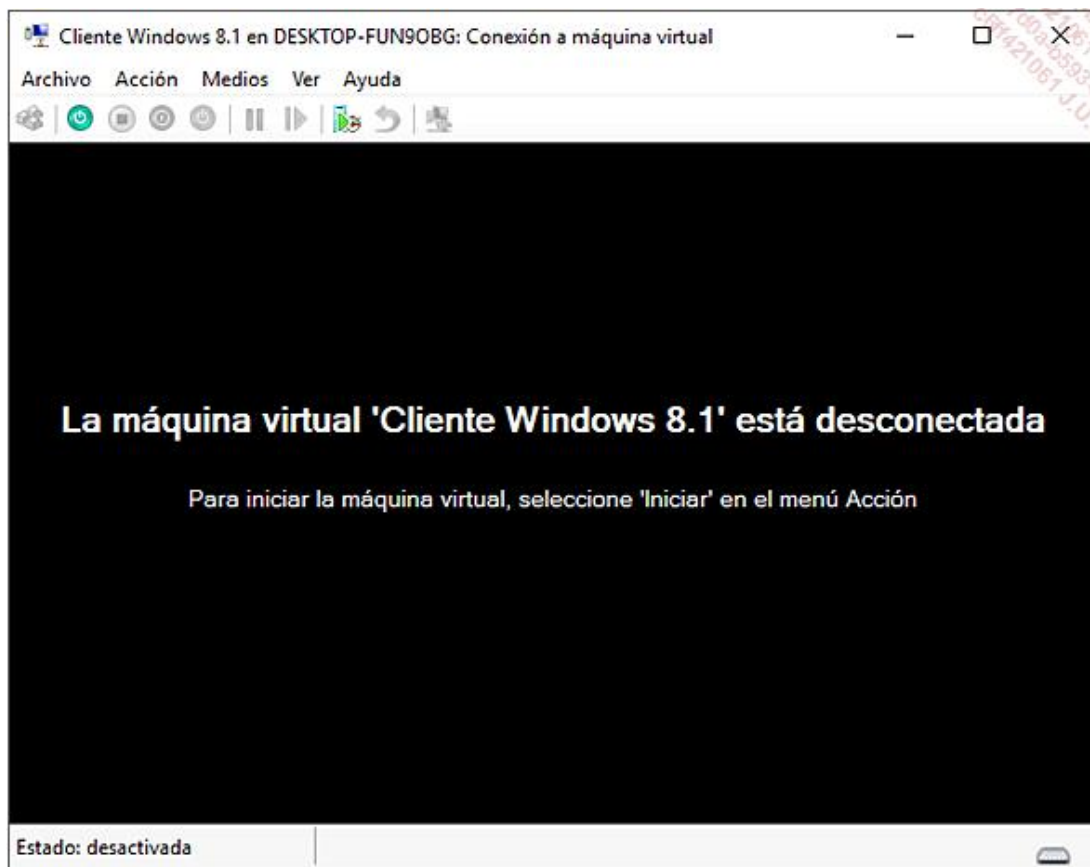 Cliente Windows 8.1 en DESKTOP-FUN9OBG: Conexión a máquina virtual
Archivo Acción Medios Ver Ayuda
La máquina virtual 'Cliente Windows 8.1' está desconectada
Para iniciar la máquina virtual, seleccione 'Iniciar' en el menú Acción
Estado: desactivada